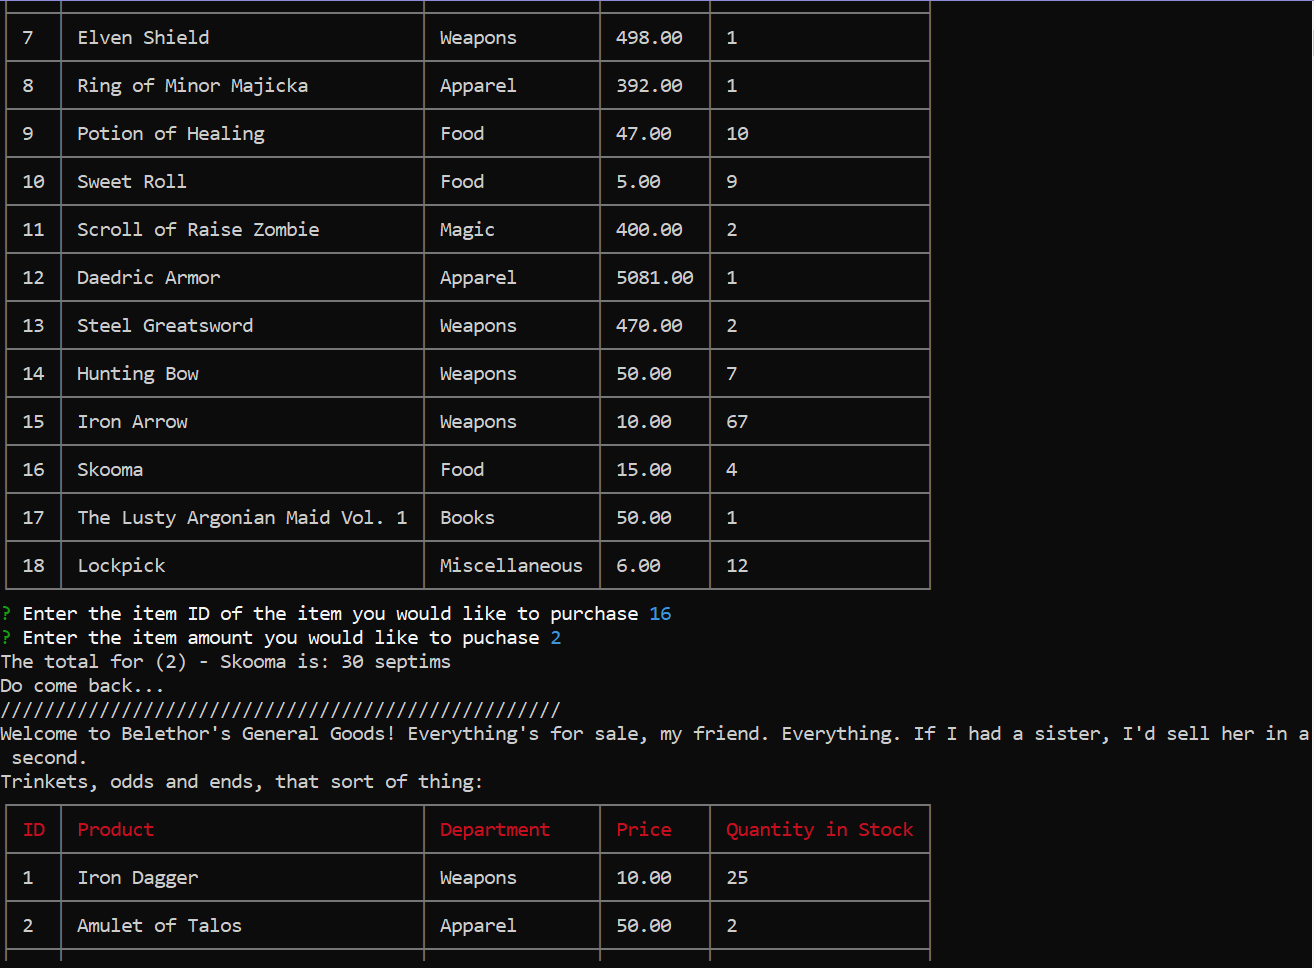 7 Elven Shield Weapons 498.00 1
8 Ring of Minor Majicka Apparel 392.00 1
9 Potion of Healing Food 47.00 10
10 Sweet Roll Food 5.00 9
11 Scroll of Raise Zombie Magic 400.00 2
12 Daedric Armor Apparel 5081.00 1
13 Steel Greatsword Weapons 470.00 2
14 Hunting Bow Weapons 50.00 7
15 Iron Arrow Weapons 10.00 67
16 Skooma Food 15.00 4
17 The Lusty Argonian Maid Vol. 1 Books 50.00 1
18 Lockpick Miscellaneous 6.00 12
? Enter the item ID of the item you would like to purchase 16
? Enter the item amount you would like to puchase 2
The total for (2) - Skooma is: 30 septims
Do come back...
///////////////////////////////////////////////////
Welcome to Belethor's General Goods! Everything's for sale, my friend. Everything. If I had a sister, I'd sell her in a
second.
Trinkets, odds and ends, that sort of thing:
ID Product Department Price Quantity in Stock
1 Iron Dagger Weapons 10.00 25
2 Amulet of Talos Apparel 50.00 2